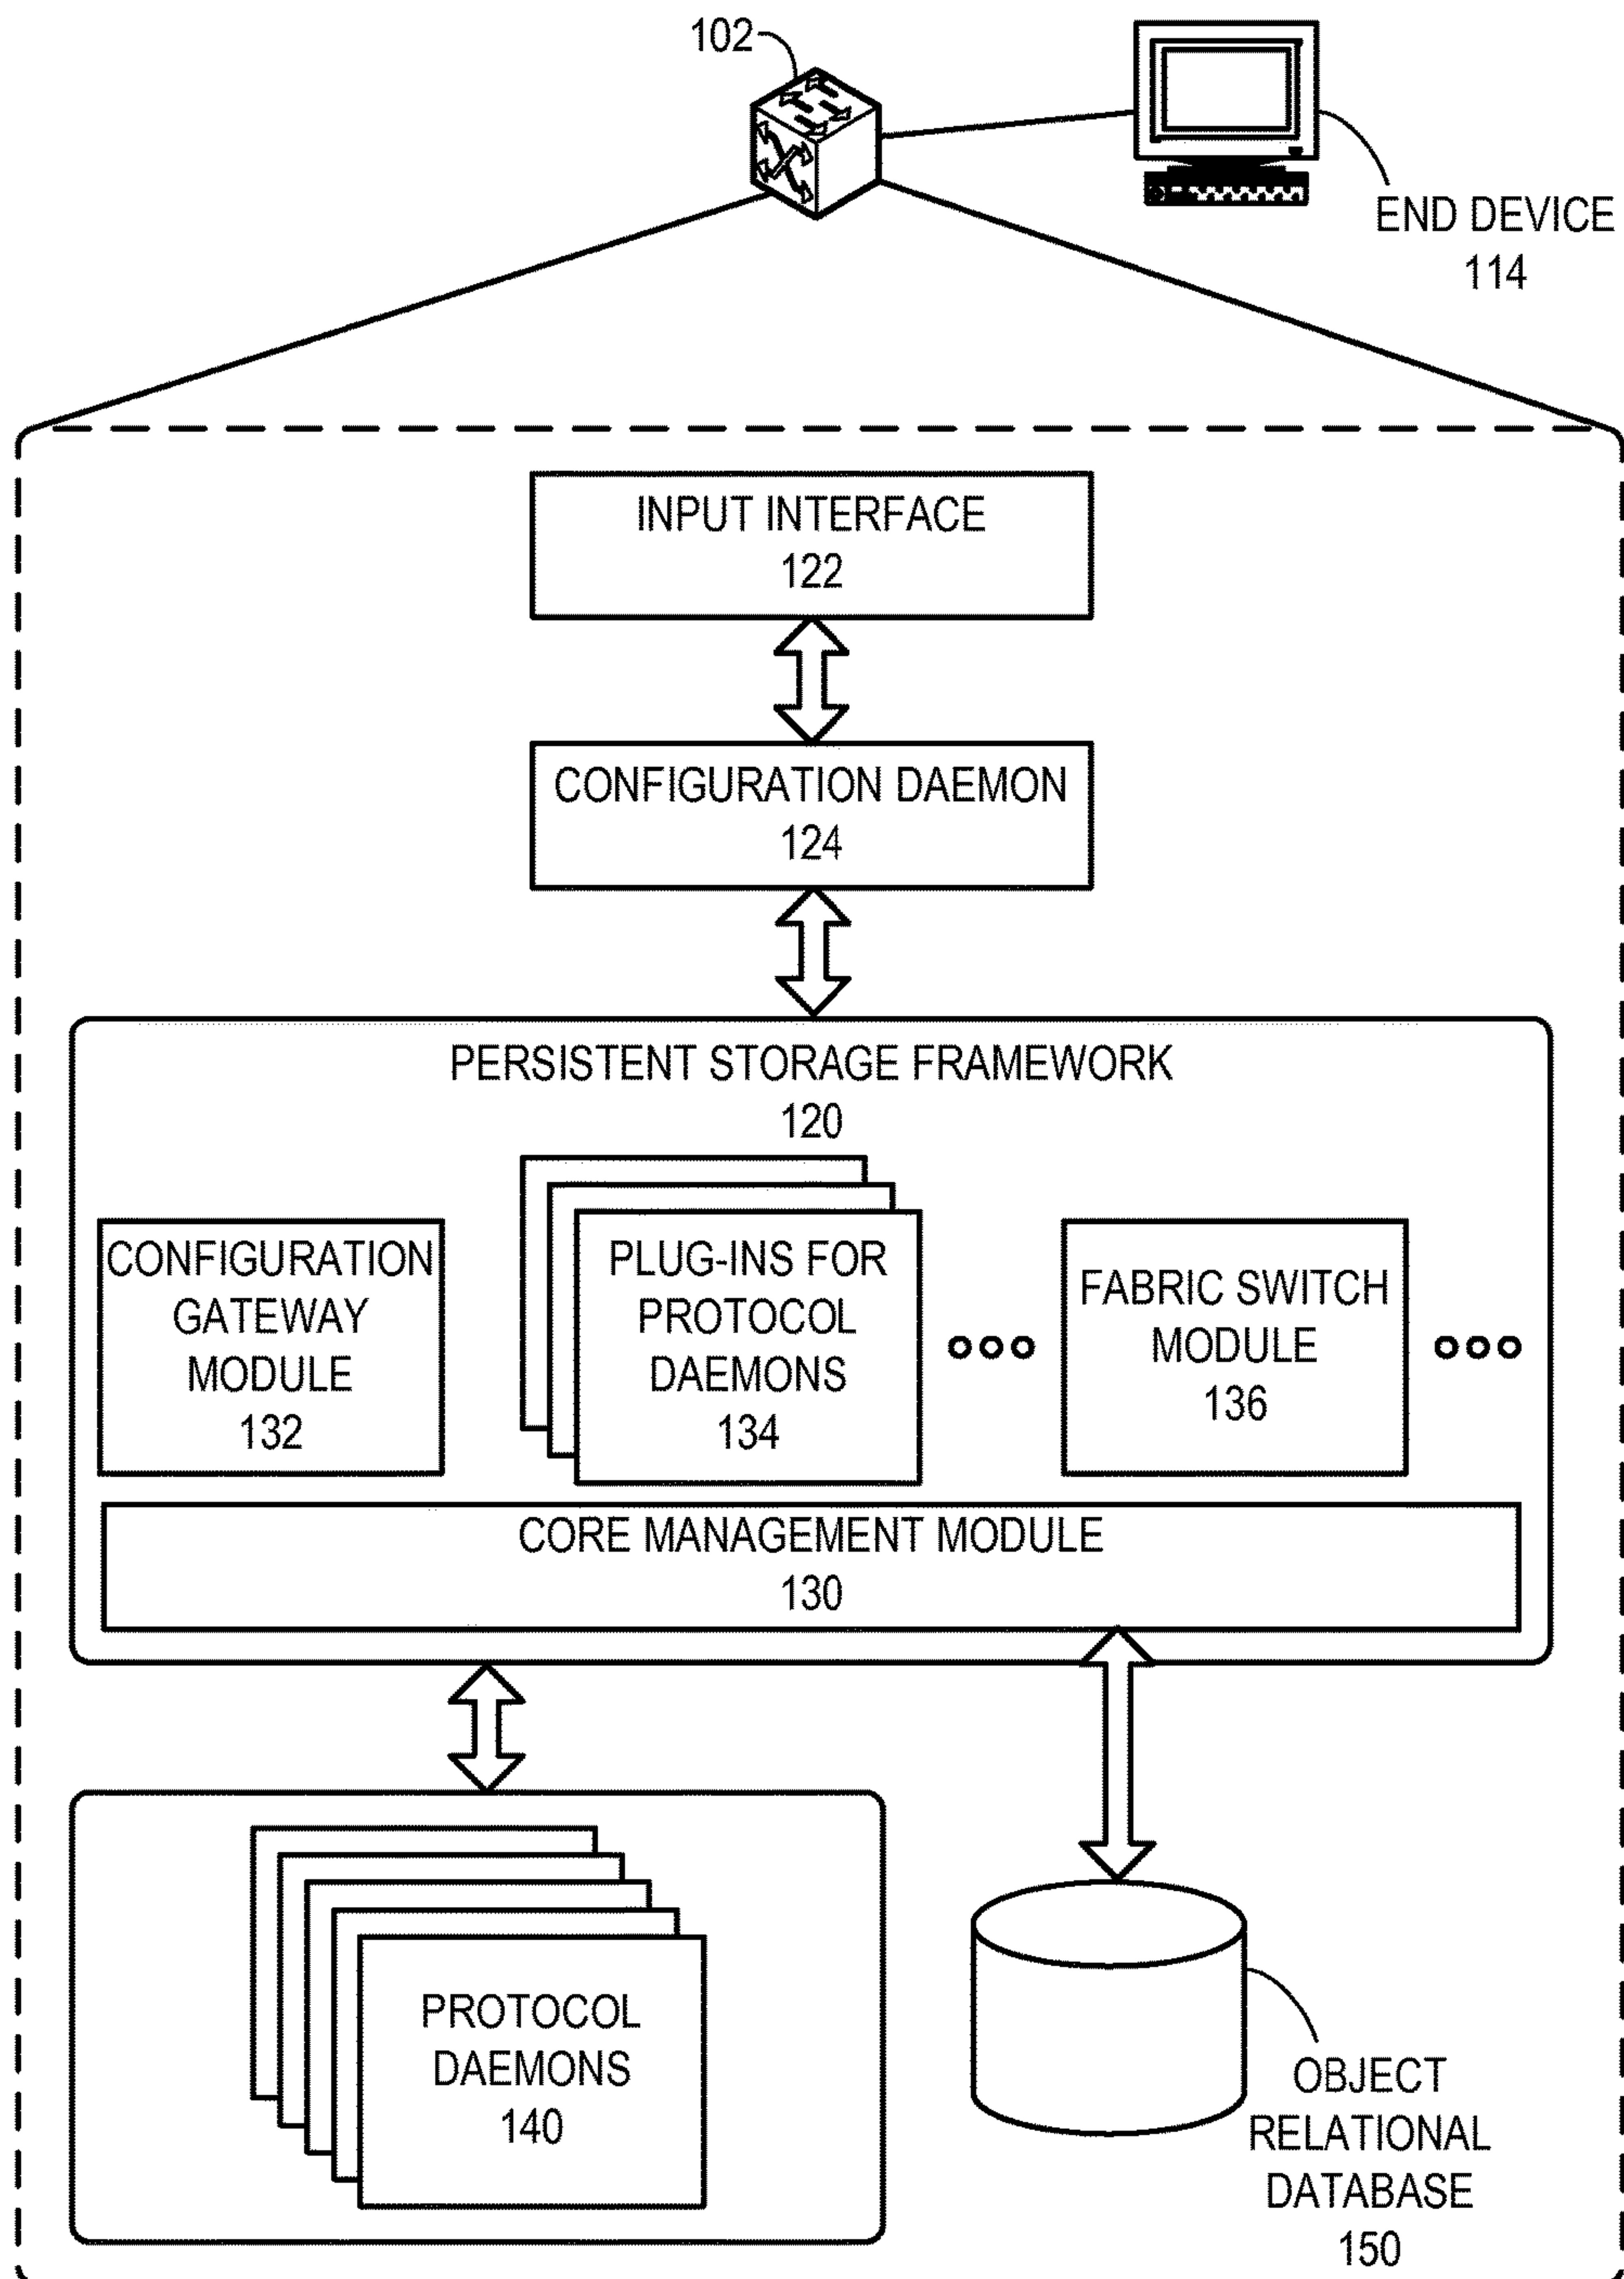 102
END DEVICE
114
INPUT INTERFACE
122
CONFIGURATION DAEMON
124
PERSISTENT STORAGE FRAMEWORK
120
CONFIGURATION
GATEWAY
MODULE
132
PLUG-INS FOR
PROTOCOL
DAEMONS
134
FABRIC SWITCH
MODULE
136
CORE MANAGEMENT MODULE
130
PROTOCOL
DAEMONS
140
OBJECT
RELATIONAL
DATABASE
150